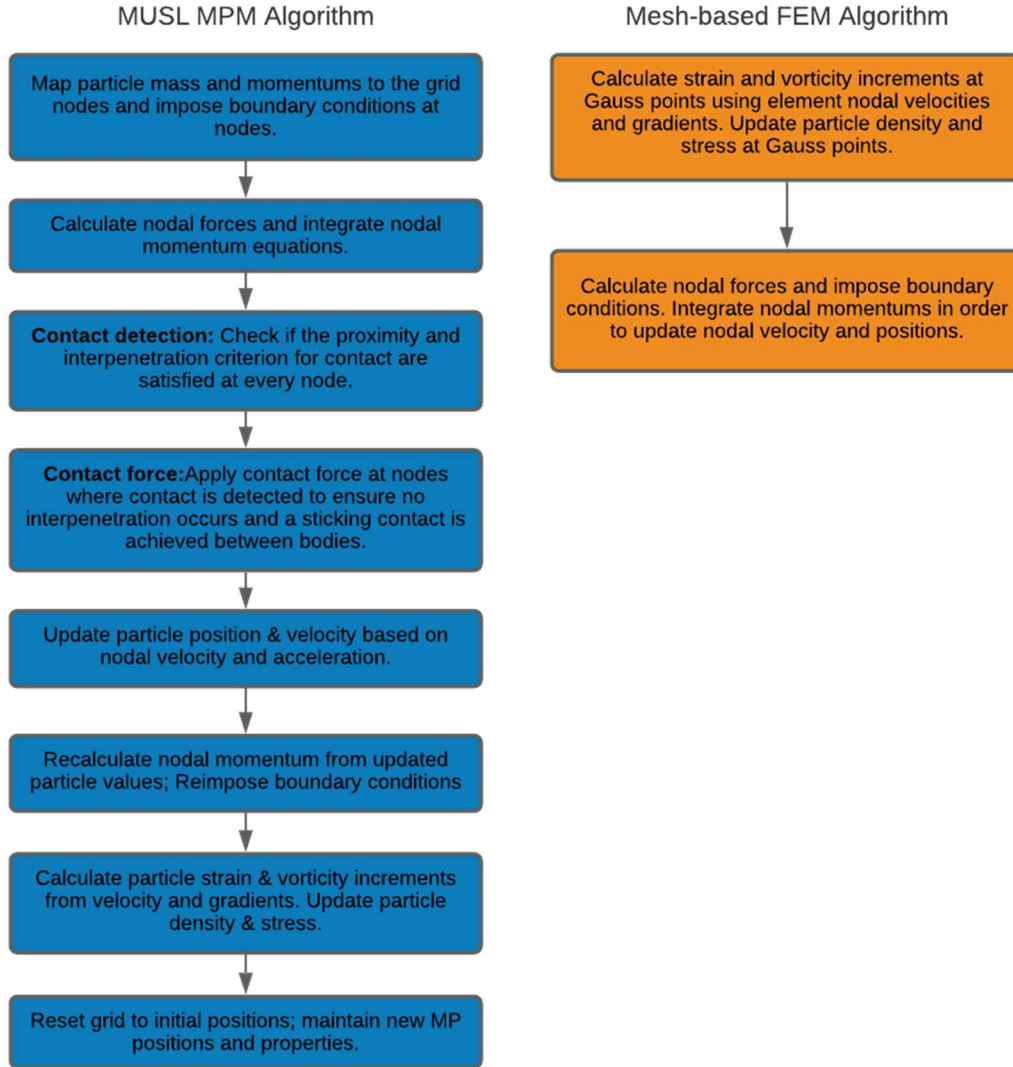 MUSL MPM Algorithm
Map particle mass and momentums to the grid
nodes and impose boundary conditions at
nodes.
Calculate nodal forces and integrate nodal
momentum equations.
Contact detection: Check if the proximity and
interpenetration criterion for contact are
satisfied at every node.
Contact force:Apply contact force at nodes
where contact is detected to ensure no
interpenetration occurs and a sticking contact is
achieved between bodies.
Update particle position & velocity based on
nodal velocity and acceleration.
Recalculate nodal momentum from updated
particle values; Reimpose boundary conditions
Calculate particle strain & vorticity increments
from velocity and gradients. Update particle
density & stress.
Reset grid to initial positions; maintain new MP
positions and properties.
Mesh-based FEM Algorithm
Calculate strain and vorticity increments at
Gauss points using element nodal velocities
and gradients. Update particle density and
stress at Gauss points.
Calculate nodal forces and impose boundary
conditions. Integrate nodal momentums in order
to update nodal velocity and positions.